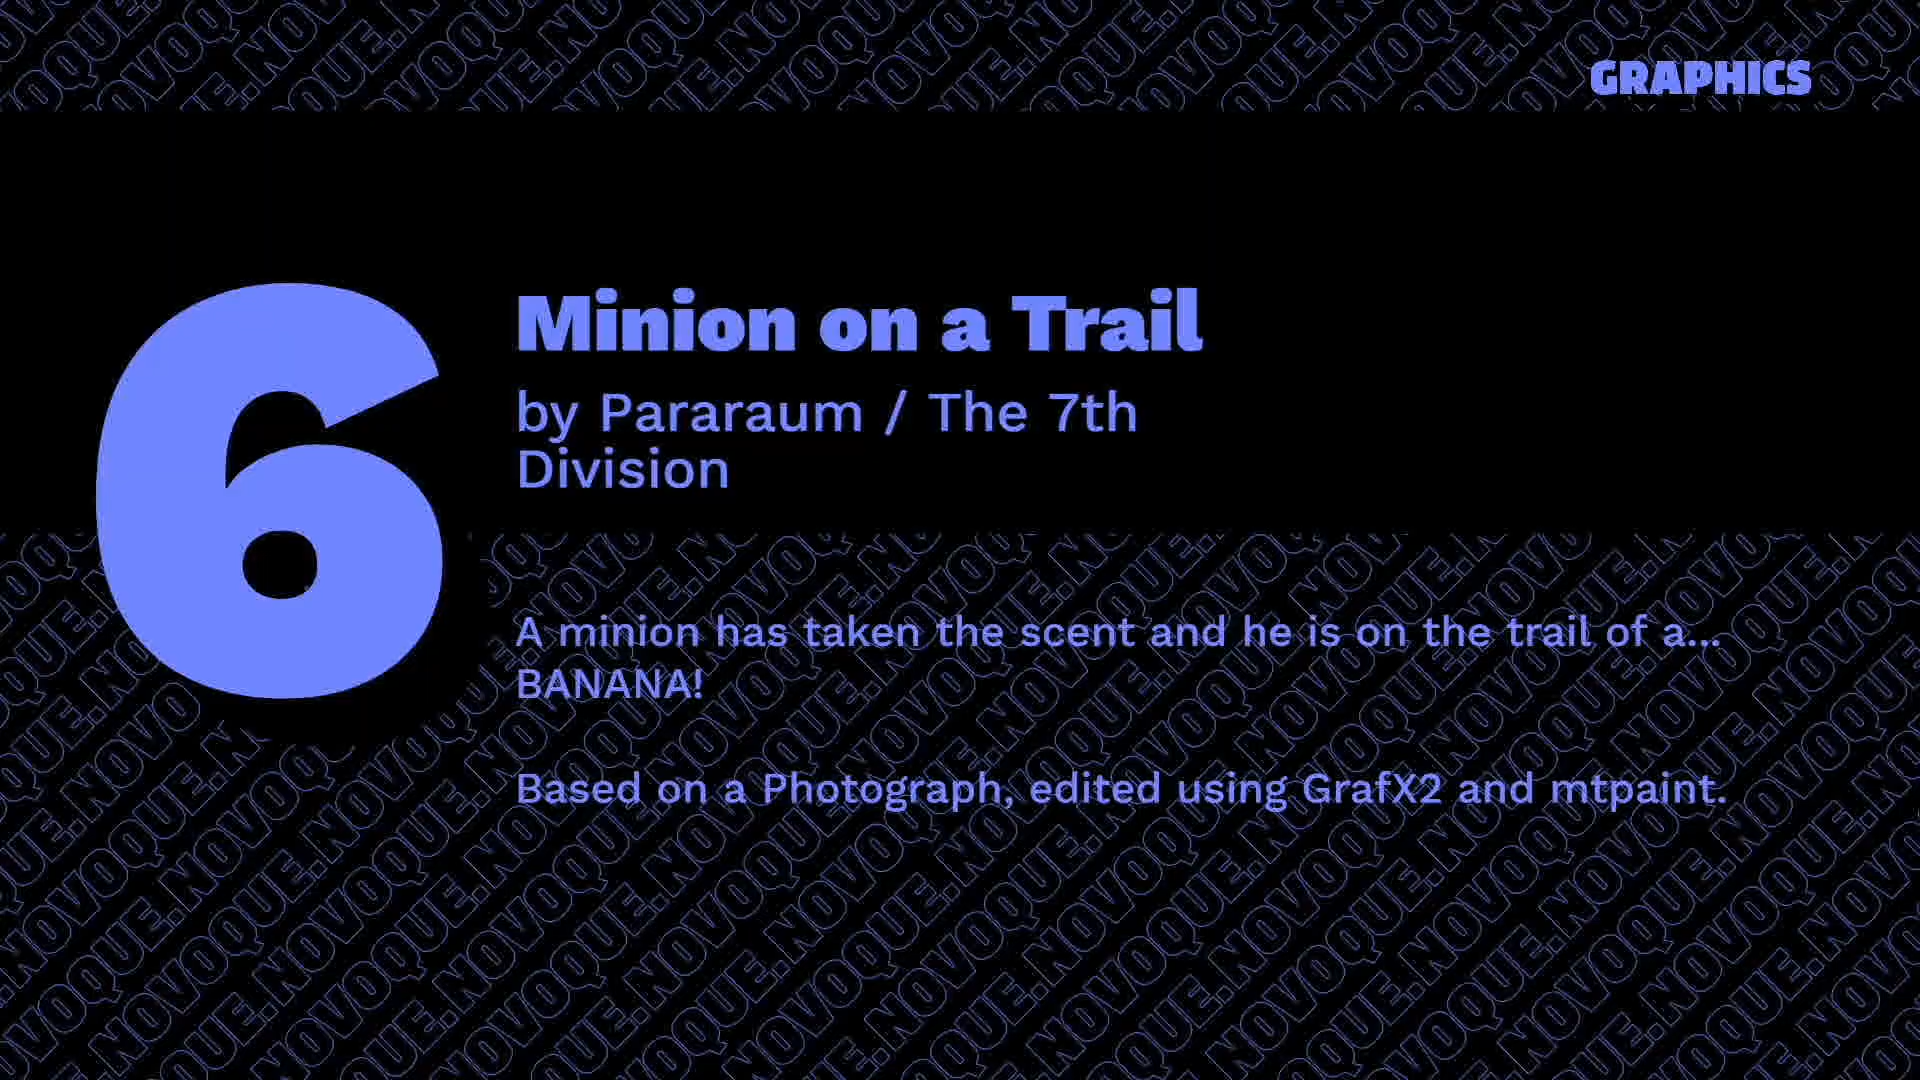 GRAPHICS
6
Minion on a Trail
by Pararaum / The 7th
Division
A minion has taken the scent and he is on the trail of a...
BANANA!
Based on a Photograph, edited using GrafX2 and mtpaint.
NOVOQUE.